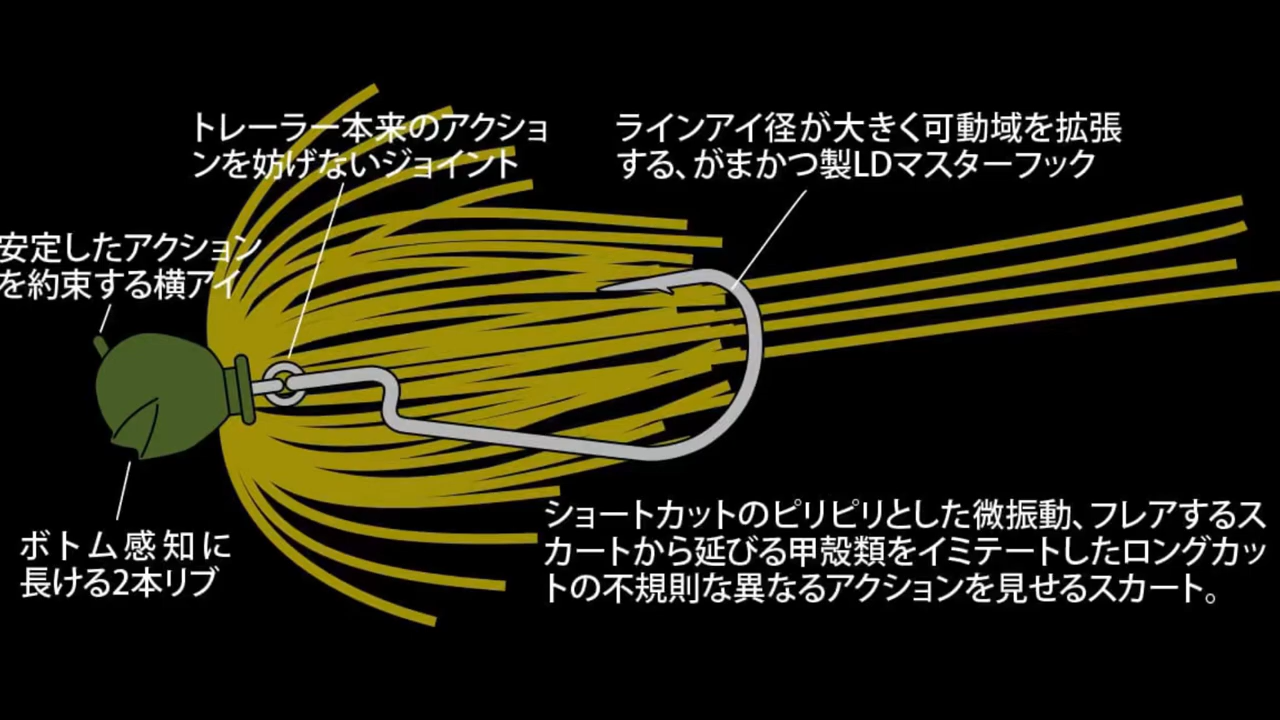 トレーラー本来のアクショ
ンを妨げないジョイント
ラインアイ径が大きく可動域を拡張
する、がまかつ製LDマスターフック
安定したアクション
を約束する横アイ
ボトム感知に
長ける2本リブ
ショートカットのピリピリとした微振動、フレアするス
カートから延びる甲殻類をイミテートしたロングカッ
トの不規則な異なるアクションを見せるスカート。